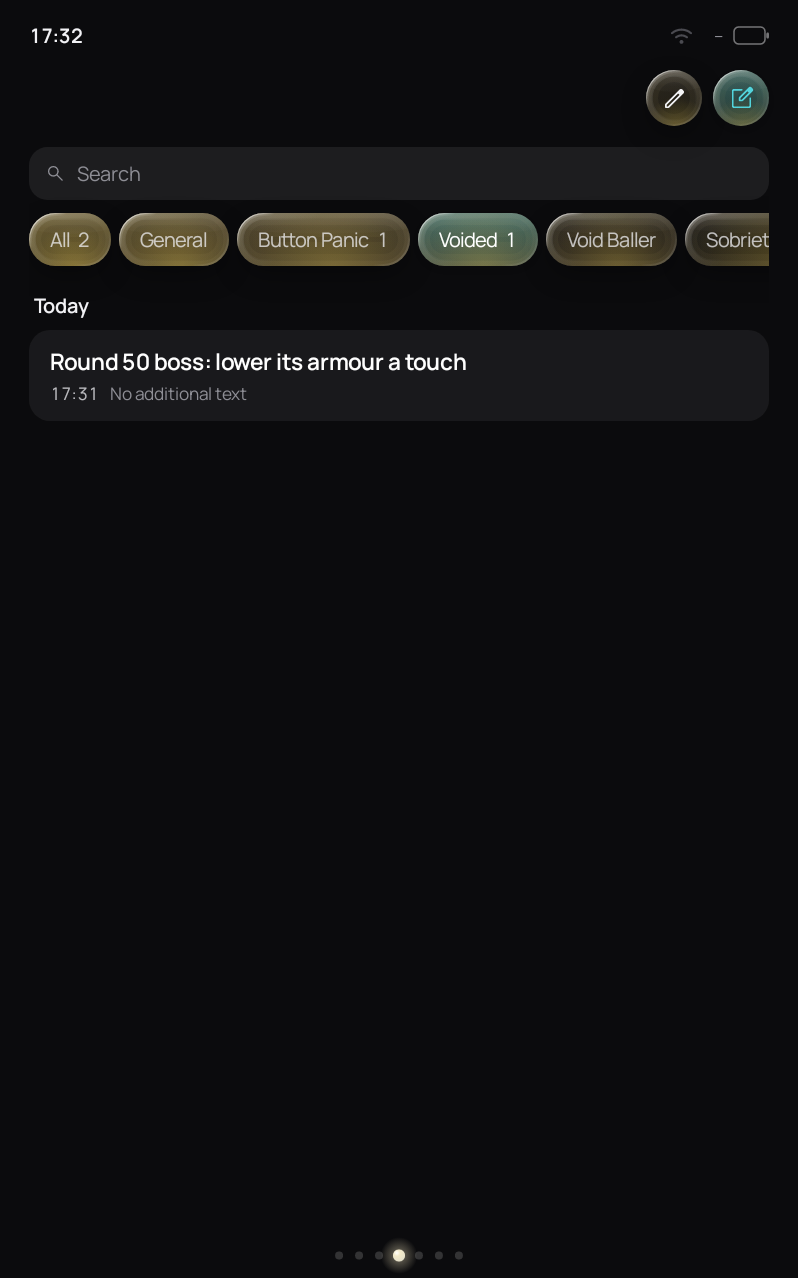 17:32
Search
All 2 General Button Panic 1 Voided 1 Void Baller Sobriet
Today
Round 50 boss: lower its armour a touch
17:31 No additional text